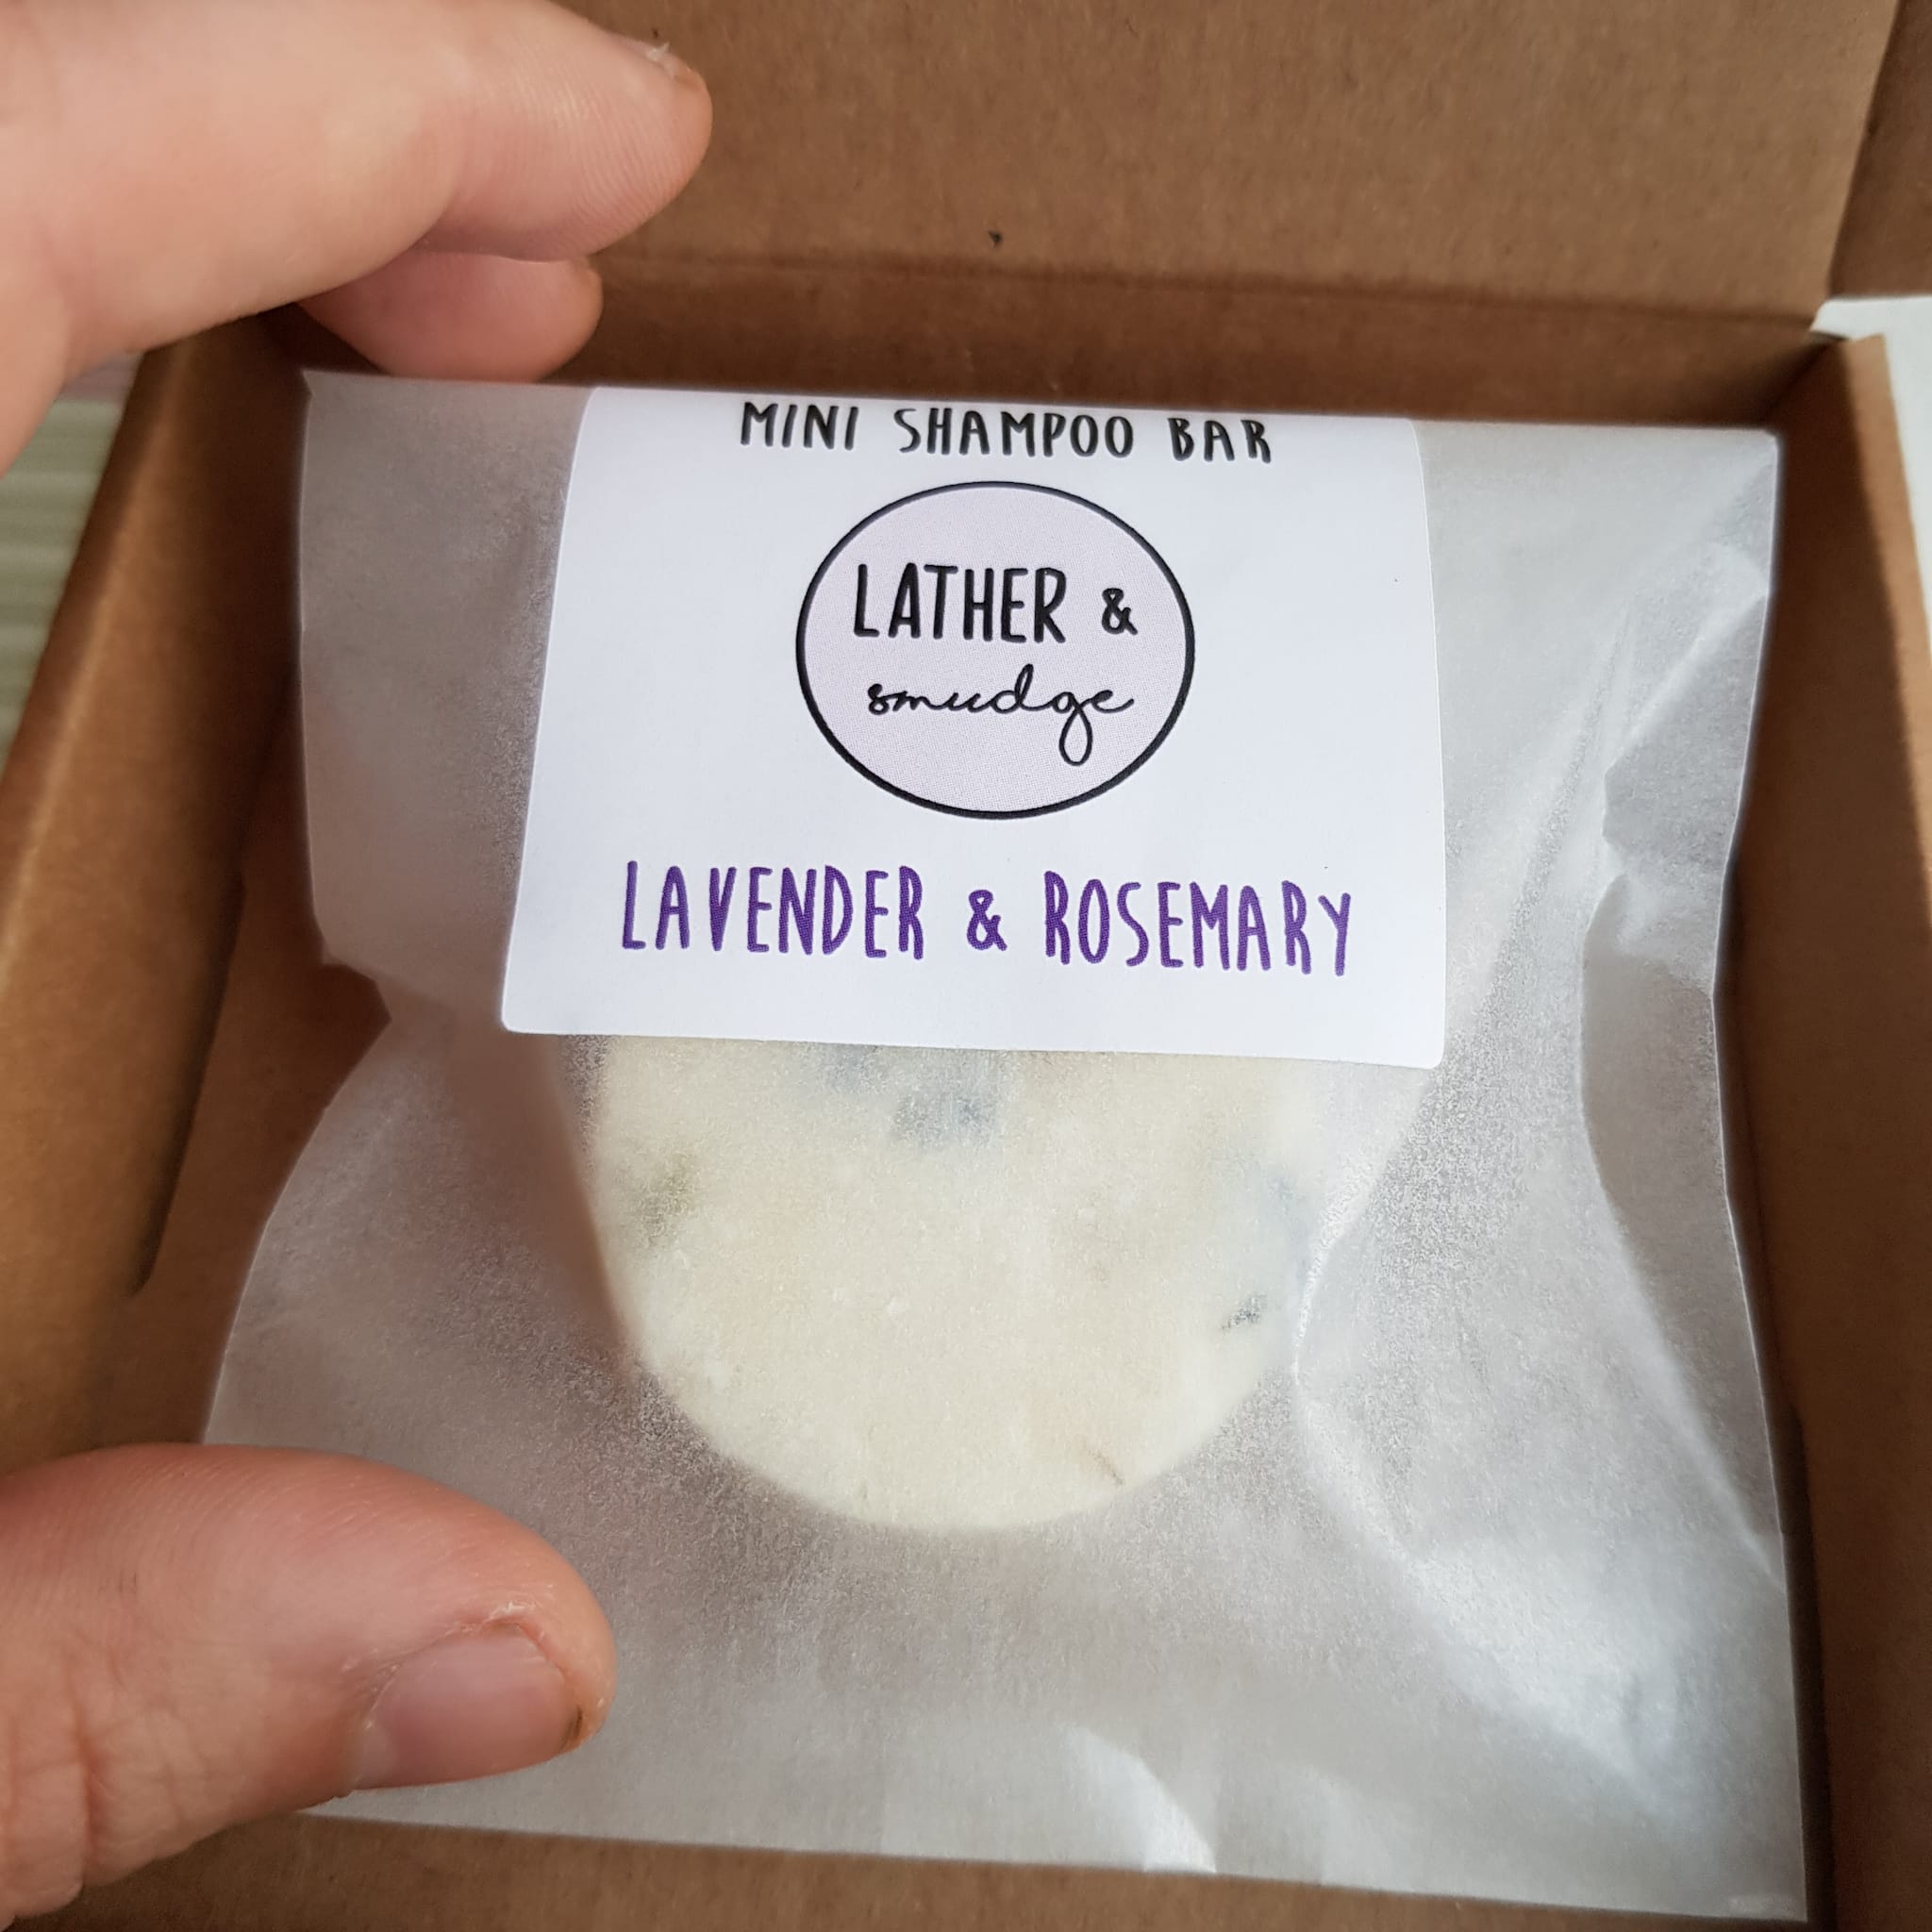 MINI SHAMPOO BAR
LATHER &
smudge
LAVENDER & ROSEMARY